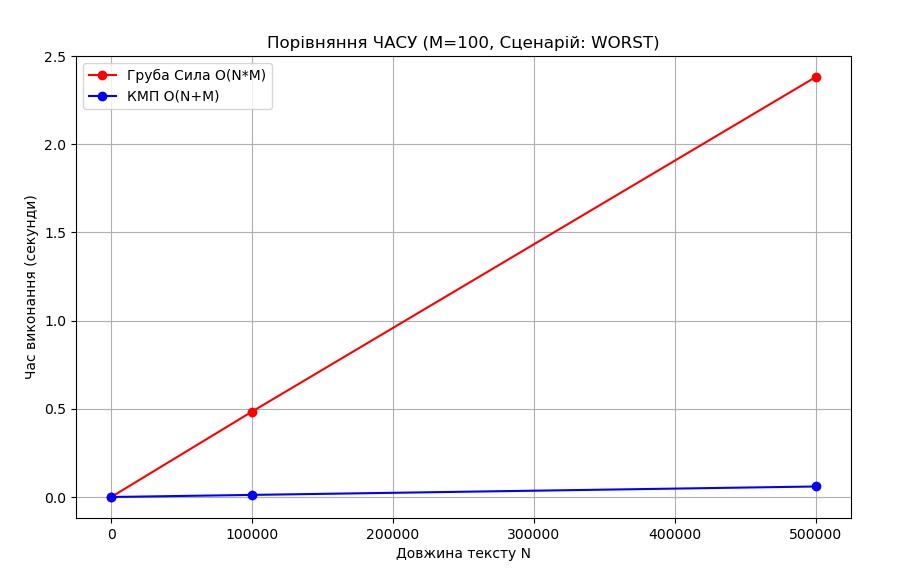 Порівняння ЧАСУ (M=100, Сценарій: WORST)
Груба Сила O(N*M)
КМП O(N+M)
Час виконання (секунди)
2.5
2.0
1.5
1.0
0.5
0.0
0 100000 200000 300000 400000 500000
Довжина тексту N